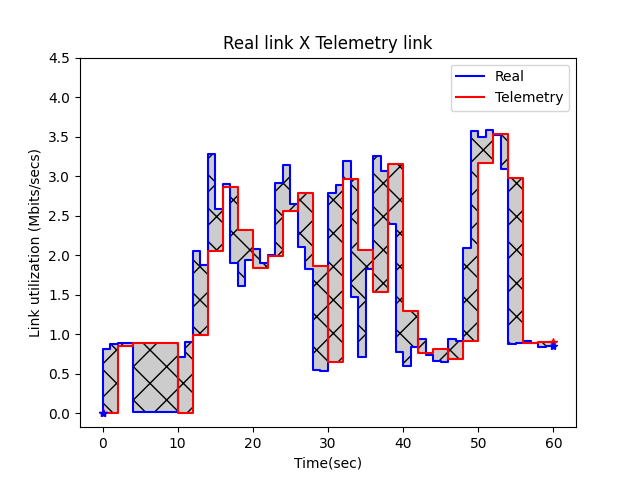 Real link X Telemetry link
Real
Telemetry
Link utilization (Mbits/secs)
4.5
4.0
3.5
3.0
2.5
2.0
1.5
1.0
0.5
0.0
0 10 20 30 40 50 60
Time(sec)